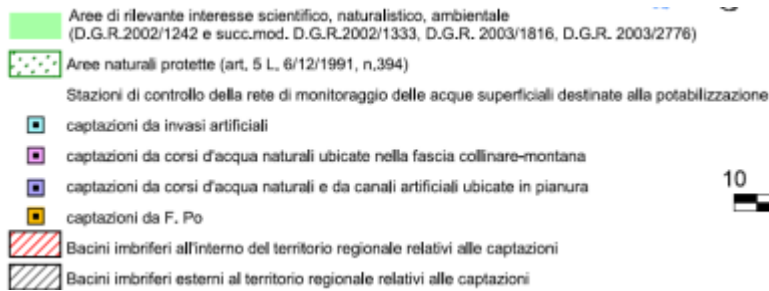 Aree di rilevante interesse scientifico, naturalistico, ambientale
(D.G.R.2002/1242 e succ.mod. D.G.R.2002/1333, D.G.R. 2003/1816, D.G.R. 2003/2776)
Aree naturali protette (art. 5 L. 6/12/1991, n.394)
Stazioni di controllo della rete di monitoraggio delle acque superficiali destinate alla potabilizzazione
captazioni da invasi artificiali
captazioni da corsi d'acqua naturali ubicate nella fascia collinare-montana
captazioni da corsi d'acqua naturali e da canali artificiali ubicate in pianura
10
captazioni da F. Po
Bacini imbriferi all'interno del territorio regionale relativi alle captazioni
Bacini imbriferi esterni al territorio regionale relativi alle captazioni